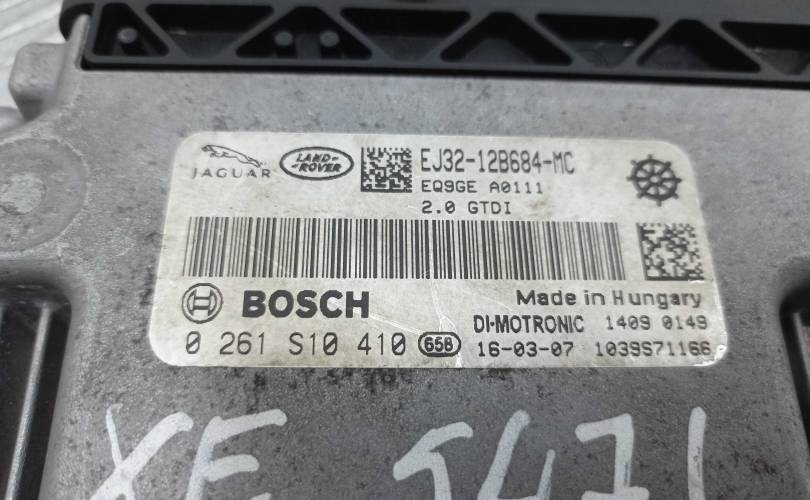 JAGUAR
LAND-
-ROVER
EJ32-12B684-MC
EQ9GE A0111
2.0 GTDI
BOSCH
Made in Hungary
DI-MOTRONIC 1409 0149
0 261 S10 410 658 16-03-07 1039S71166